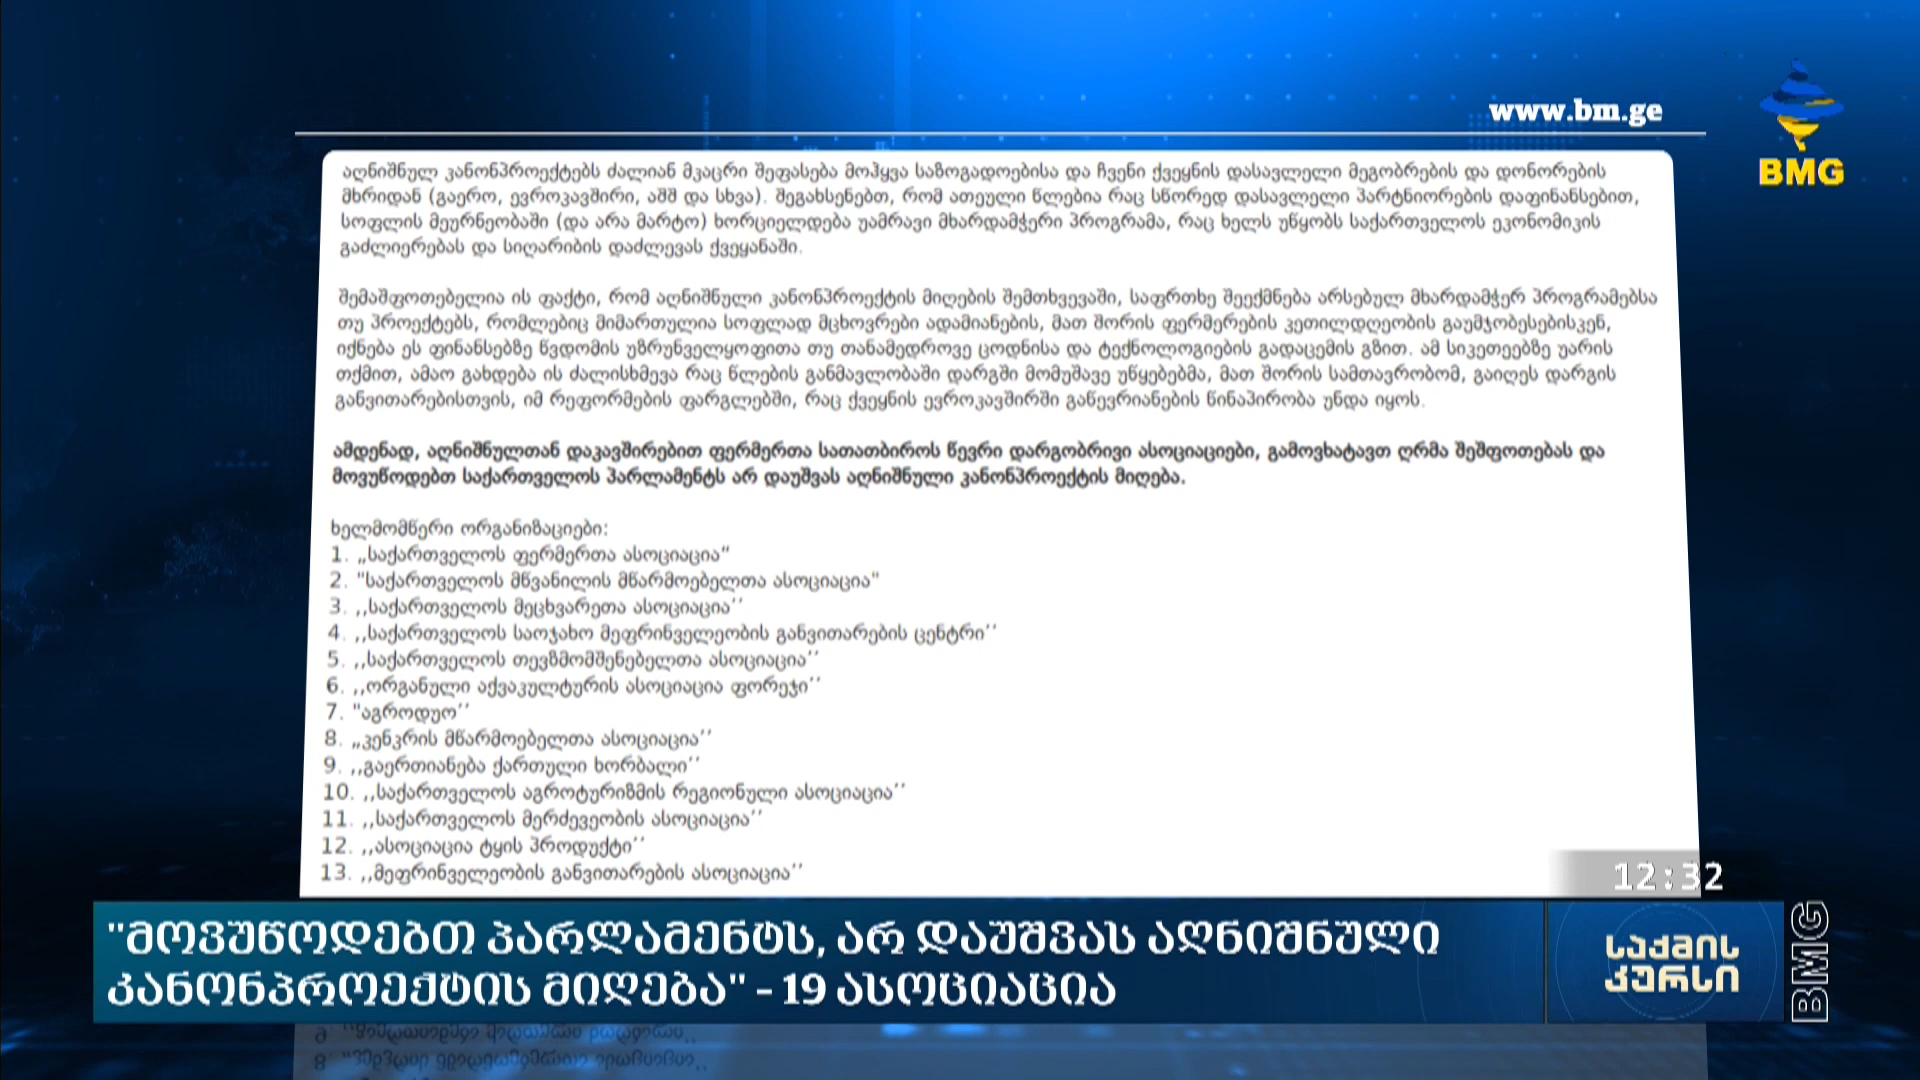 www.bm.ge
BMG
აღნიშნულ კანონპროექტებს ძალიან მკაცრი შეფასება მოჰყვა საზოგადოებისა და ჩვენი ქვეყნის დასავლელი მეგობრების და დონორების
მხრიდან (გაერო, ევროკავშირი, აშშ და სხვა). შეგახსენებთ, რომ ათეული წლებია რაც სწორედ დასავლელი პარტნიორების დაფინანსებით,
სოფლის მეურნეობაში (და არა მარტო) ხორციელდება უამრავი მხარდამჭერი პროგრამა, რაც ხელს უწყობს საქართველოს ეკონომიკის
გაძლიერებას და სიღარიბის დაძლევას ქვეყანაში.
შემაშფოთებელია ის ფაქტი, რომ აღნიშნული კანონპროექტის მიღების შემთხვევაში, საფრთხე შეექმნება არსებულ მხარდამჭერ პროგრამებსა
თუ პროექტებს, რომლებიც მიმართულია სოფლად მცხოვრები ადამიანების, მათ შორის ფერმერების კეთილდღეობის გაუმჯობესებისკენ,
იქნება ეს ფინანსებზე წვდომის უზრუნველყოფითა თუ თანამედროვე ცოდნისა და ტექნოლოგიების გადაცემის გზით. ამ სიკეთეებზე უარის
თქმით, ამაო გახდება ის ძალისხმევა რაც წლების განმავლობაში დარგში მომუშავე უწყებებმა, მათ შორის სამთავრობომ, გაიღეს დარგის
განვითარებისთვის, იმ რეფორმების ფარგლებში, რაც ქვეყნის ევროკავშირში გაწევრიანების წინაპირობა უნდა იყოს.
ამდენად, აღნიშნულთან დაკავშირებით ფერმერთა სათათბიროს წევრი დარგობრივი ასოციაციები, გამოვხატავთ ღრმა შეშფოთებას და
მოვუწოდებთ საქართველოს პარლამენტს არ დაუშვას აღნიშნული კანონპროექტის მიღება.
ხელმომწერი ორგანიზაციები:
1. „საქართველოს ფერმერთა ასოციაცია"
2. "საქართველოს მწვანილის მწარმოებელთა ასოციაცია"
3. ,,საქართველოს მეცხვარეთა ასოციაცია’’
4. ,,საქართველოს საოჯახო მეფრინველეობის განვითარების ცენტრი’’
5. ,,საქართველოს თევზმომშენებელთა ასოციაცია’’
6. ,,ორგანული აქვაკულტურის ასოციაცია ფორეჯი’’
7. "აგროდუო’’
8. „კენკრის მწარმოებელთა ასოციაცია’’
9. ,,გაერთიანება ქართული ხორბალი’’
10. ,,საქართველოს აგროტურიზმის რეგიონული ასოციაცია’’
11. ,,საქართველოს მერძევეობის ასოციაცია’’
12. ,,ასოციაცია ტყის პროდუქტი’’
13. ,,მეფრინველეობის განვითარების ასოციაცია’’
12:32
"მოვუწოდებთ პარლამენტს, არ დაუშვას აღნიშნული
კანონპროექტის მიღება" - 19 ასოციაცია
საქმის
კურსი
BMG